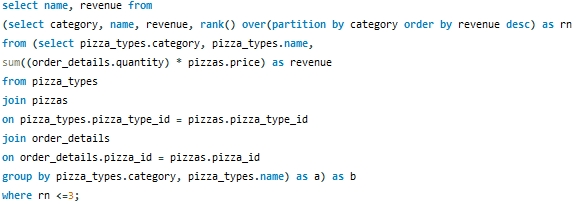 select name, revenue from
(select category, name, revenue, rank() over(partition by category order by revenue desc) as rn
from (select pizza_types.category, pizza_types.name,
sum((order_details.quantity) * pizzas.price) as revenue
from pizza_types
join pizzas
on pizza_types.pizza_type_id = pizzas.pizza_type_id
join order_details
on order_details.pizza_id = pizzas.pizza_id
group by pizza_types.category, pizza_types.name) as a) as b
where rn <=3;